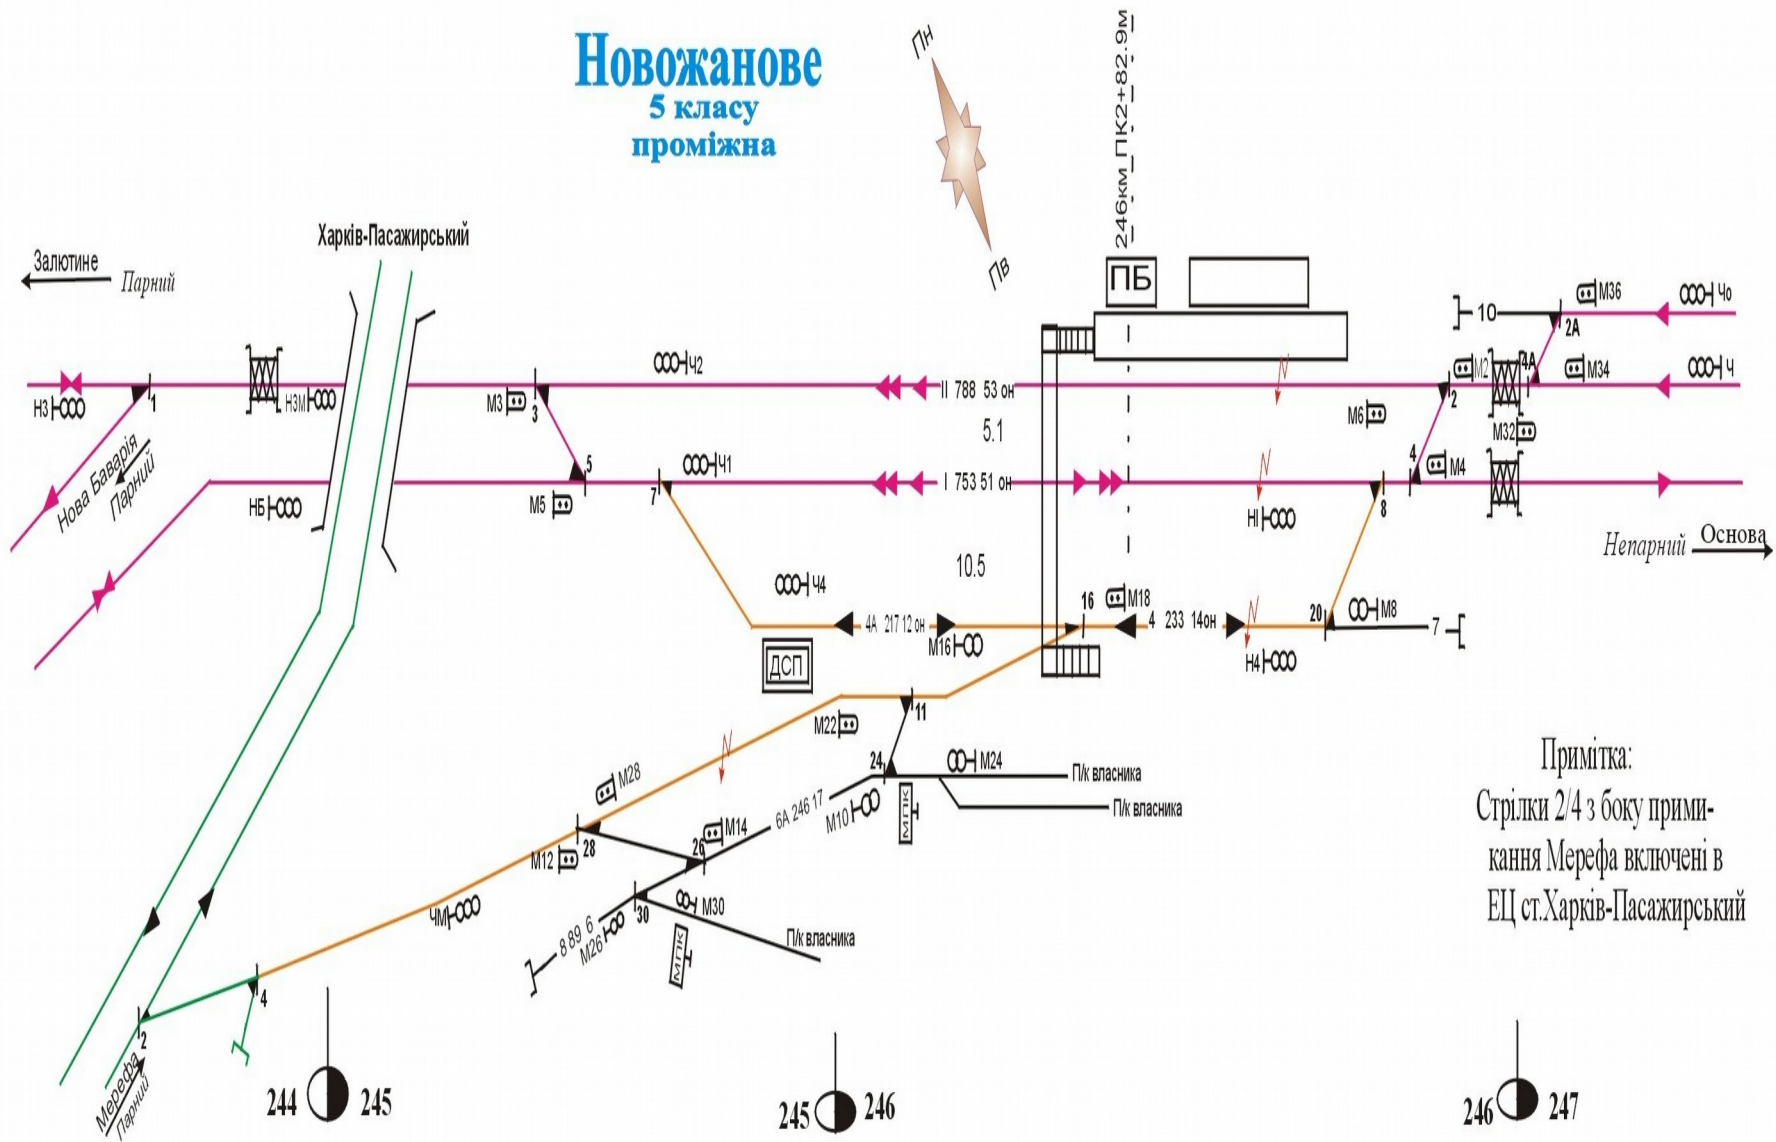 Новожанове
5 класу
проміжна
Пн
Пв
246км ПК2+82.9м
Залютине
Парний
Харків-Пасажирський
ПБ
10
М36
Чо
2А
Н3
1
Н3М
М3
3
Ч2
II 788 53 он
М6
2
М2
4А
М34
Ч
М32
5.1
Нова Баварія
Парний
НБ
М5
5
7
Ч1
I 753 51 он
НІ
8
4
М4
Непарний
Основа
10.5
Ч4
4А 217 12 он
М16
16
М18
4 233 14он
Н4
20
М8
7
ДСП
М22
11
24
М24
П/к власника
П/к власника
МПК
М10
6А 246 17
М28
М14
26
М12
28
ЧМ
30
М30
8 89 6
М26
МПК
П/к власника
4
2
Мерефа
Парний
Примітка:
Стрілки 2/4 з боку прими-
кання Мерефа включені в
ЕЦ ст.Харків-Пасажирський
244
245
245
246
246
247